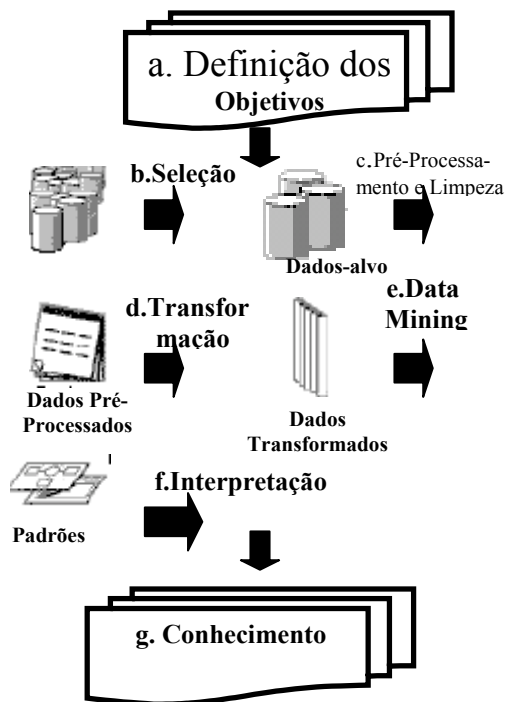 a. Definição dos
Objetivos
b.Seleção
c.Pré-Processa-
mento e Limpeza
Dados-alvo
d.Transfor
mação
e.Data
Mining
Dados Pré-
Processados
Dados
Transformados
f.Interpretação
Padrões
g. Conhecimento